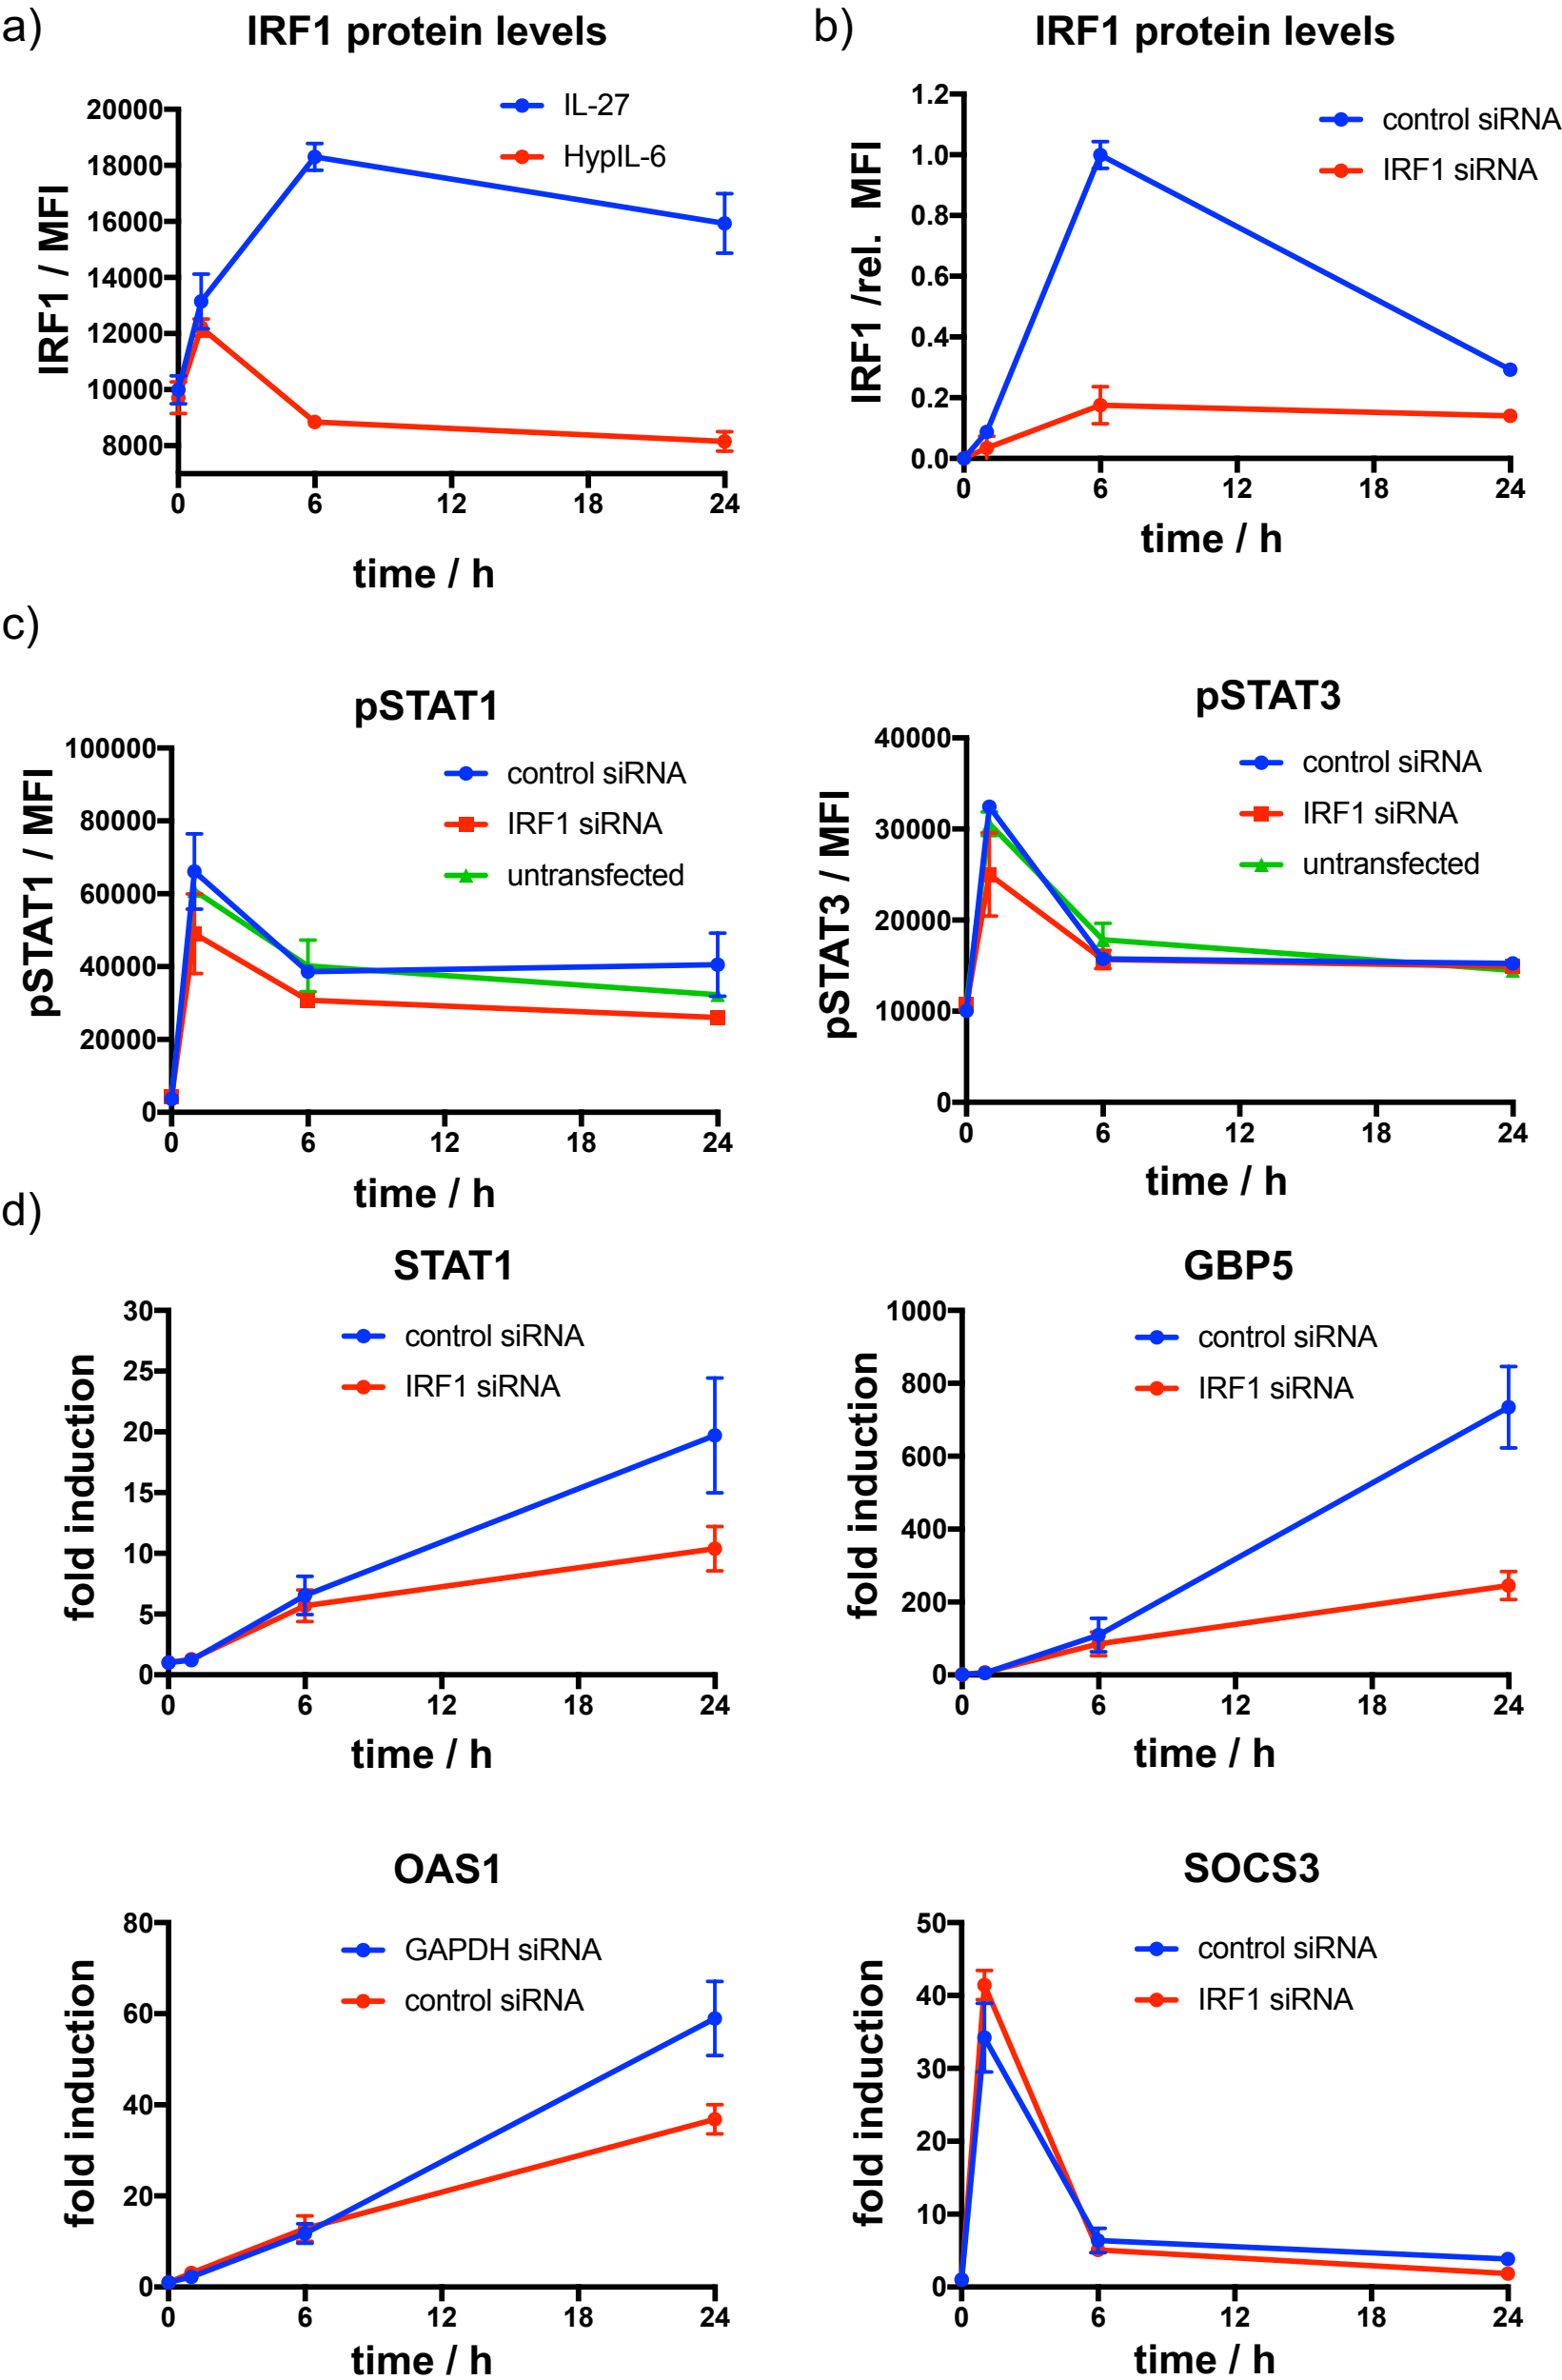 a)
IRF1 protein levels
IL-27
HypIL-6
IRF1 / MFI
20000
18000
16000
14000
12000
10000
8000
0 6 12 18 24
time / h
b)
IRF1 protein levels
control siRNA
IRF1 siRNA
IRF1 /rel. MFI
1.2
1.0
0.8
0.6
0.4
0.2
0.0
0 6 12 18 24
time / h
c)
pSTAT1
control siRNA
IRF1 siRNA
untransfected
pSTAT1 / MFI
100000
80000
60000
40000
20000
0
0 6 12 18 24
time / h
pSTAT3
control siRNA
IRF1 siRNA
untransfected
pSTAT3 / MFI
40000
30000
20000
10000
0
0 6 12 18 24
time / h
d)
STAT1
control siRNA
IRF1 siRNA
fold induction
30
25
20
15
10
5
0
0 6 12 18 24
time / h
GBP5
control siRNA
IRF1 siRNA
fold induction
1000
800
600
400
200
0
0 6 12 18 24
time / h
OAS1
GAPDH siRNA
control siRNA
fold induction
80
60
40
20
0
0 6 12 18 24
time / h
SOCS3
control siRNA
IRF1 siRNA
fold induction
50
40
30
20
10
0
0 6 12 18 24
time / h